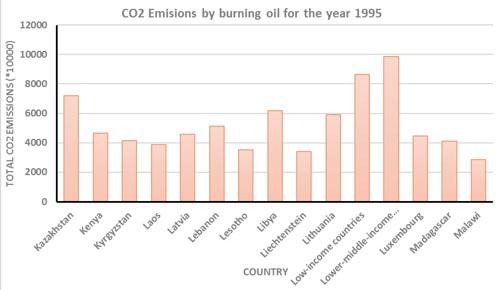 CO2 Emisions by burning oil for the year 1995
TOTAL CO2 EMISSIONS (*10000)
12000
10000
8000
6000
4000
2000
0
Kazakhstan
Kenya
Kyrgyzstan
Laos
Latvia
Lebanon
Lesotho
Libya
Liechtenstein
Lithuania
Low-income countries
Lower-middle-income...
Luxembourg
Madagascar
Malawi
COUNTRY